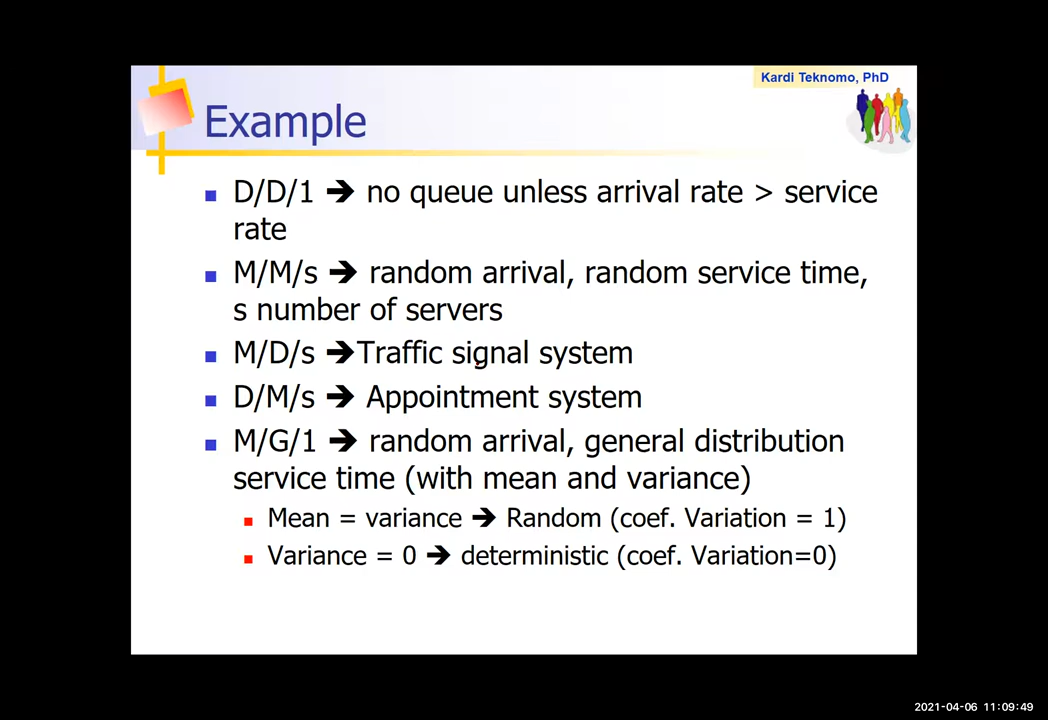 Kardi Teknomo, PhD
Example
D/D/1 ➔ no queue unless arrival rate > service
rate
M/M/s ➔ random arrival, random service time,
s number of servers
M/D/s ➔Traffic signal system
D/M/s ➔ Appointment system
M/G/1 ➔ random arrival, general distribution
service time (with mean and variance)
Mean = variance ➔ Random (coef. Variation = 1)
Variance = 0 ➔ deterministic (coef. Variation=0)
2021-04-06 11:09:49